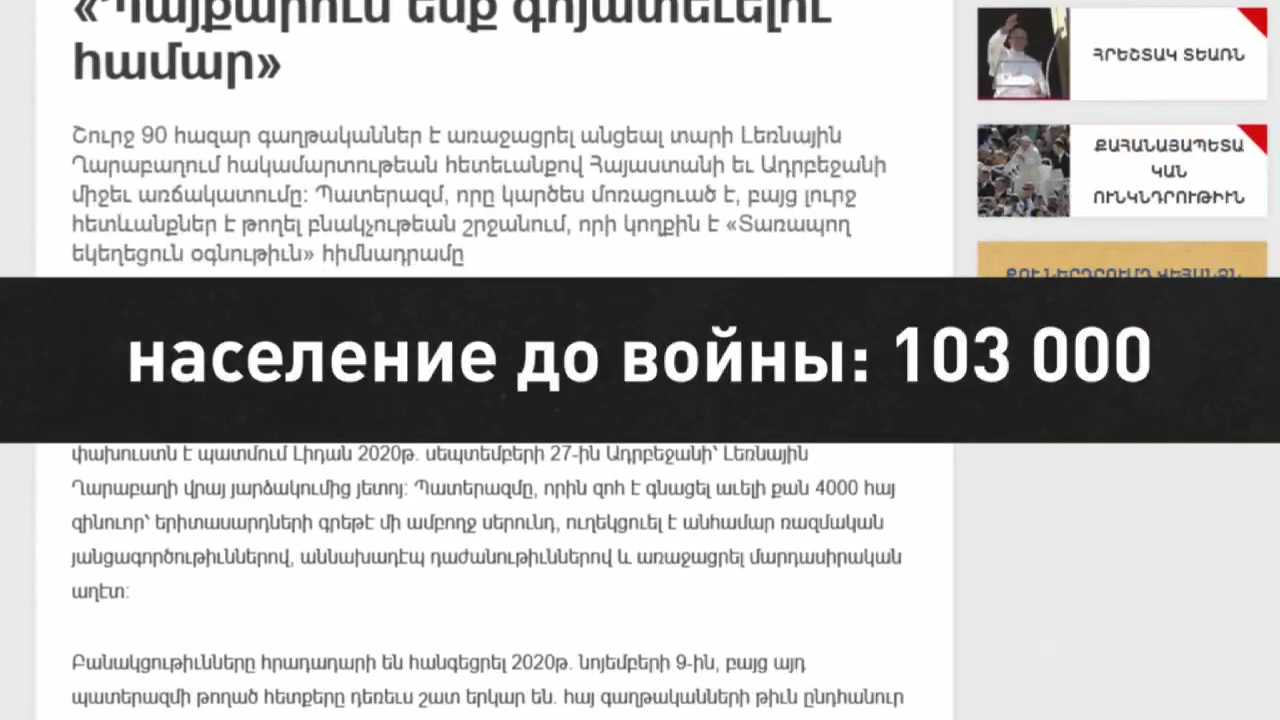 «Պայքարում ենք գոյատեւելու
համար»
Շուրջ 90 հազար գաղթականներ է առաջացրել անցեալ տարի Լեռնային
Ղարաբաղում հակամարտութեան հետեւանքով Հայաստանի եւ Ադրբեջանի
միջեւ առճակատումը։ Պատերազմ, որը կարծես մոռացուած է, բայց լուրջ
հետևանքներ է թողել բնակչութեան շրջանում, որի կողքին է «Տառապող
եկեղեցուն օգնութիւն» հիմնադրամը
население до войны: 103 000
փախուստն է պատմում Լիդան 2020թ. սեպտեմբերի 27-ին Ադրբեջանի՝ Լեռնային
Ղարաբաղի վրայ յարձակումից յետոյ։ Պատերազմը, որին զոհ է գնացել աւելի քան 4000 հայ
զինուոր՝ երիտասարդների գրեթէ մի ամբողջ սերունդ, ուղեկցուել է անհամար ռազմական
յանցագործութիւններով, աննախադէպ դաժանութիւններով և առաջացրել մարդասիրական
աղէտ։
Բանակցութիւնները հրադադարի են հանգեցրել 2020թ. նոյեմբերի 9-ին, բայց այդ
պատերազմի թողած հետքերը դեռեւս շատ երկար են. հայ գաղթականների թիւն ընդհանուր
ՀՐԵՇՏԱԿ ՏԵԱՌՆ
ՔԱՀԱՆԱՅԱՊԵՏԱ
ԿԱՆ
ՈՒՆԿՆԴՐՈՒԹԻՒՆ